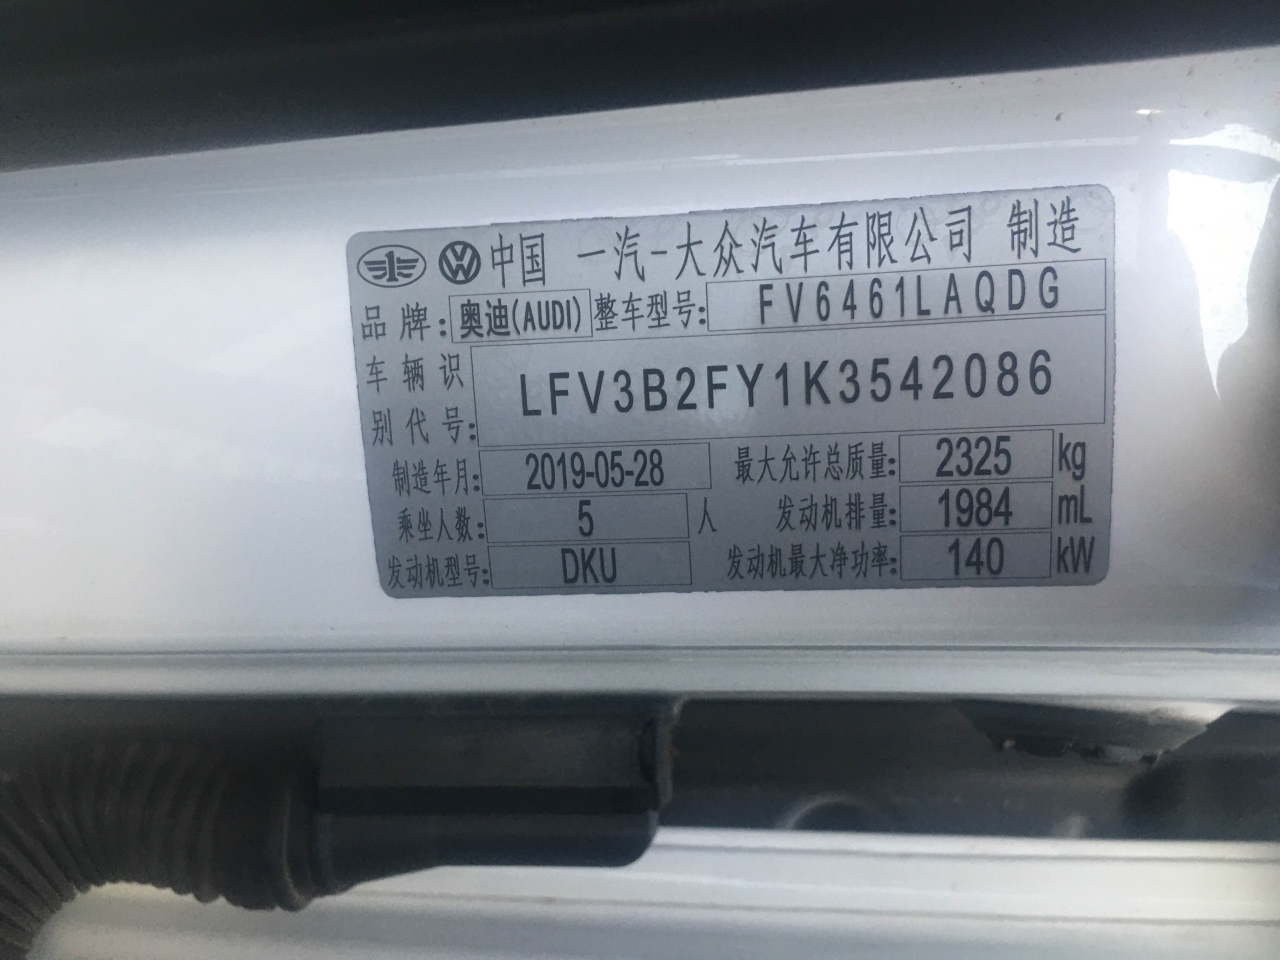 中国 一汽-大众汽车有限公司 制造
品牌: 奥迪(AUDI) 整车型号: FV6461LAQDG
车辆识别代号: LFV3B2FY1K3542086
制造年月: 2019-05-28 最大允许总质量: 2325 kg
乘坐人数: 5 人 发动机排量: 1984 mL
发动机型号: DKU 发动机最大净功率: 140 kW